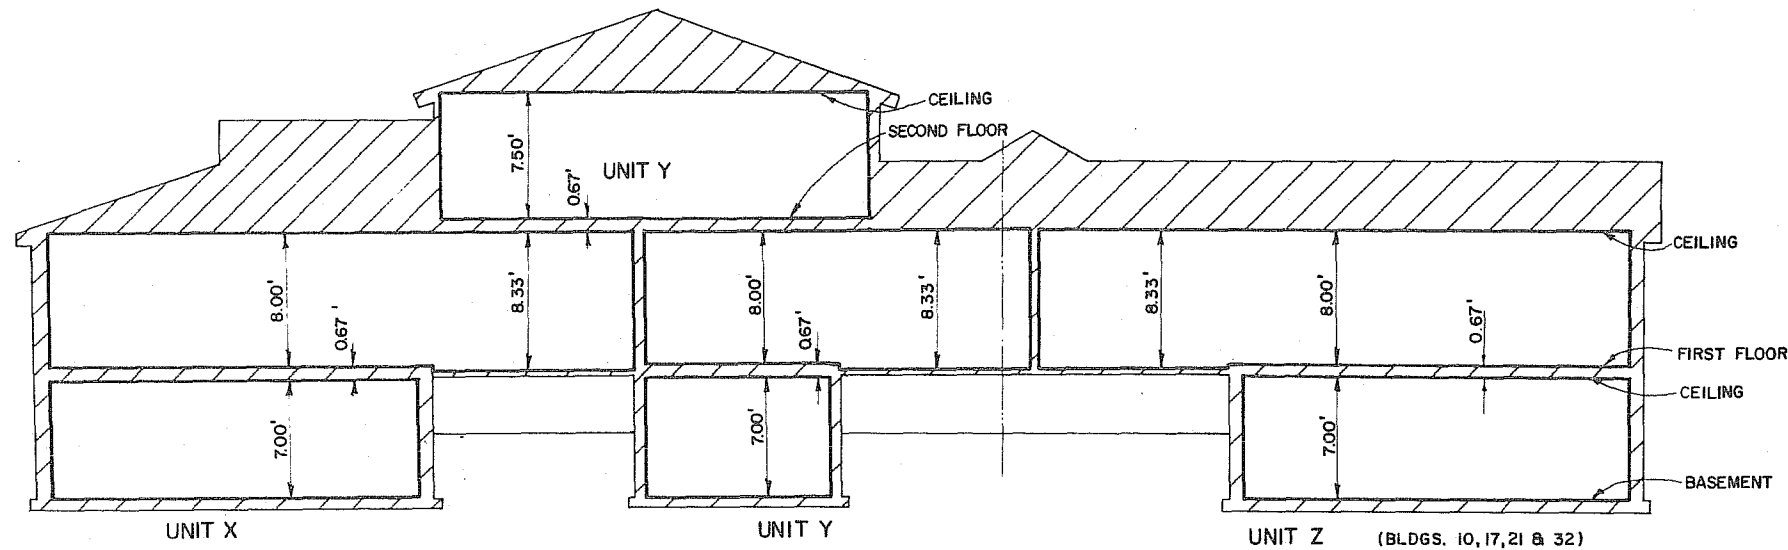 CEILING
SECOND FLOOR
7.50'
UNIT Y
0.67'
CEILING
8.00'
8.33'
8.00'
8.33'
8.33'
8.00'
0.67'
0.67'
0.67'
FIRST FLOOR
CEILING
7.00'
7.00'
7.00'
BASEMENT
UNIT X
UNIT Y
UNIT Z (BLDGS. 10, 17, 21 & 32)